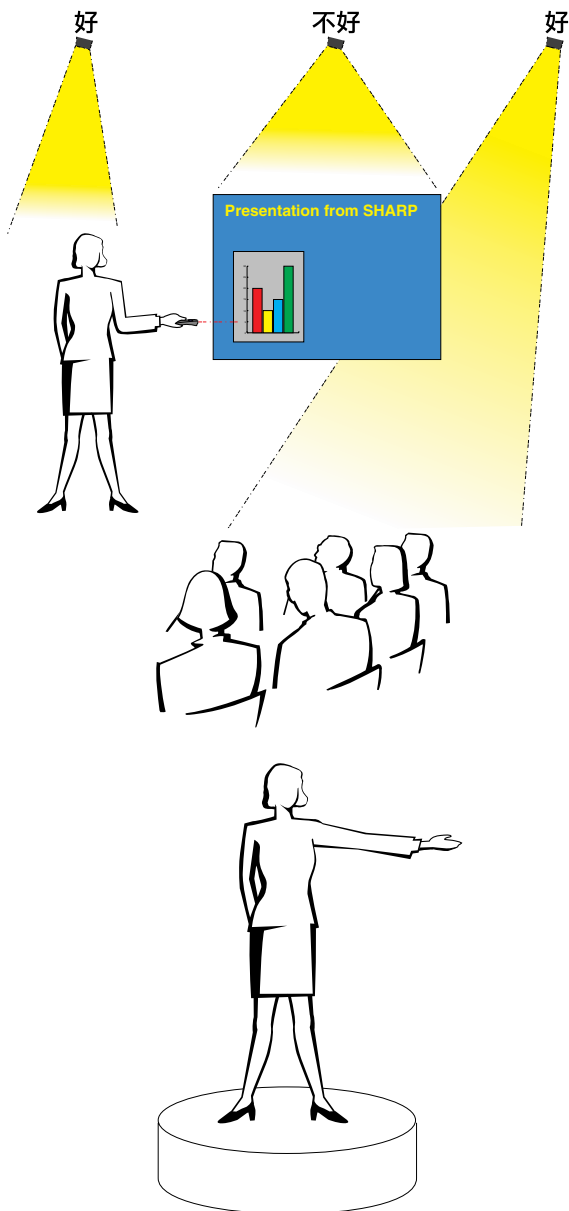 好 不好 好
Presentation from SHARP